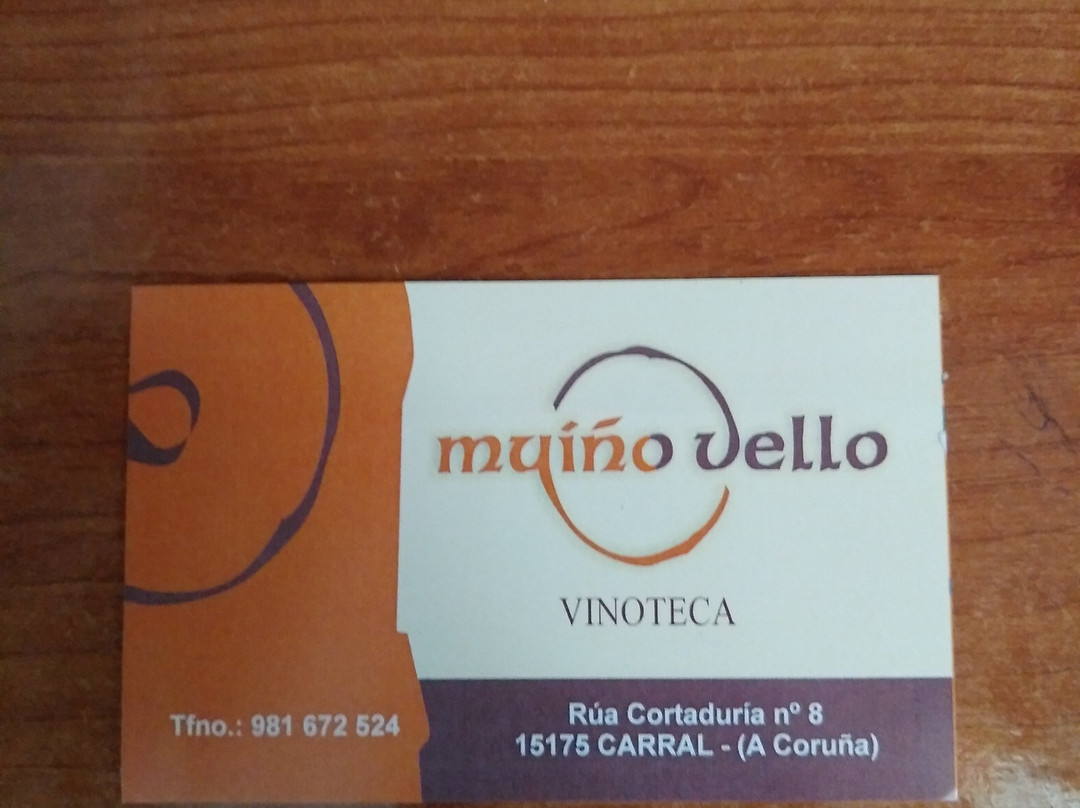 muíño vello
VINOTECA
Tfno.: 981 672 524
Rúa Cortaduría nº 8
15175 CARRAL - (A Coruña)